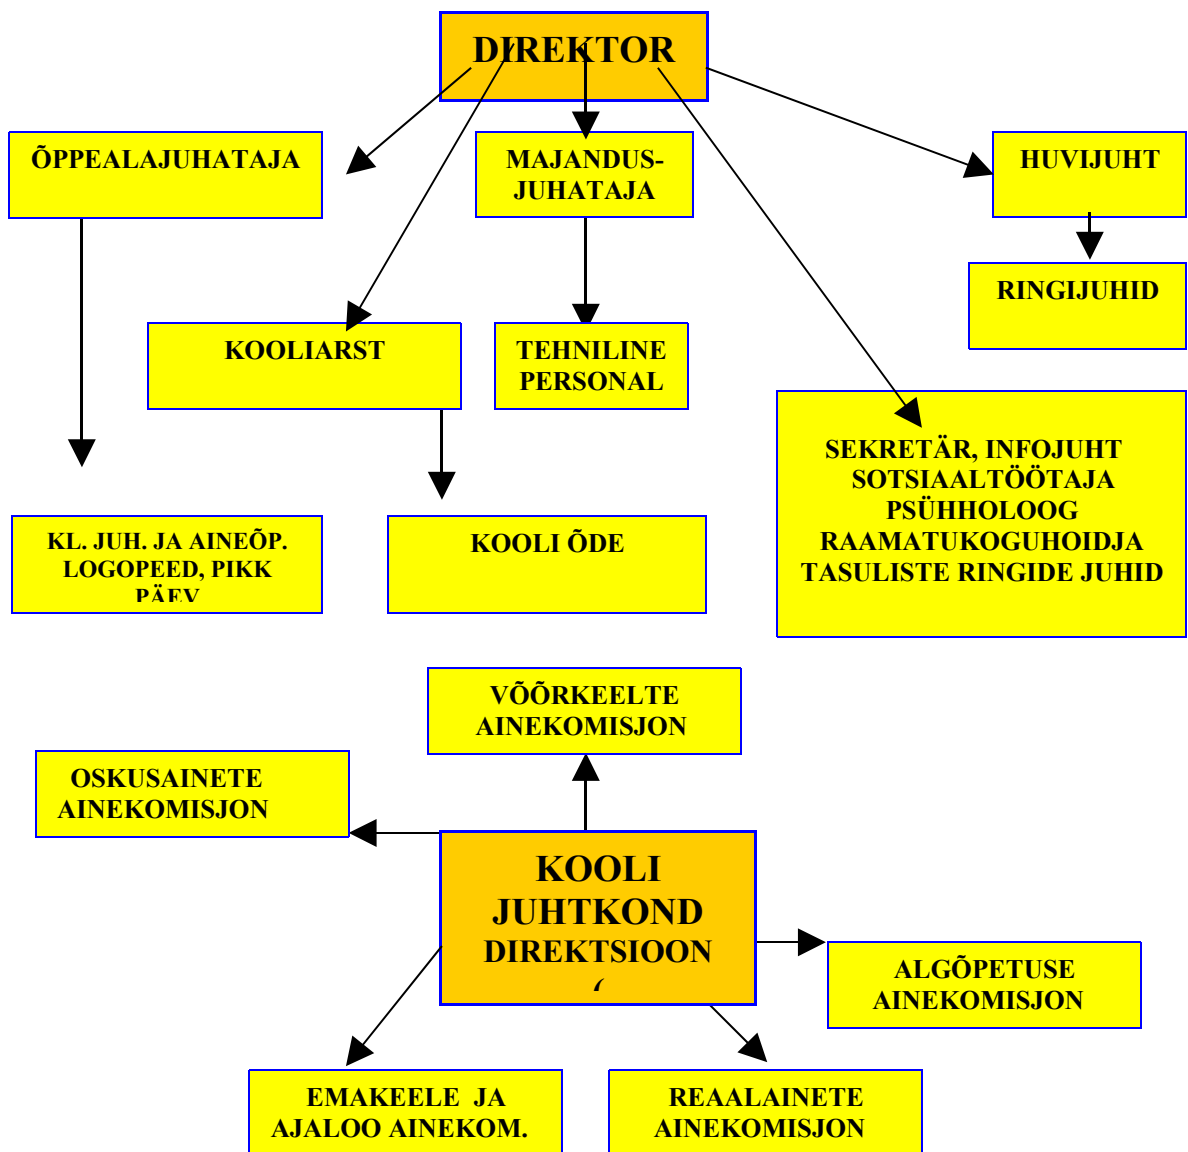 DIREKTOR
ÕPPEALAJUHATAJA
MAJANDUS-
JUHATAJA
HUVIJUHT
RINGIJUHID
KOOLIARST
TEHNILINE
PERSONAL
SEKRETÄR, INFOJUHT
SOTSIAALTÖÖTAJA
PSÜHHOLOOG
RAAMATUKOGUHOIDJA
TASULISTE RINGIDE JUHID
KL. JUH. JA AINEÕP.
LOGOPEED, PIKK
PÄEV
KOOLI ÕDE
VÕÕRKEELTE
AINEKOMISJON
OSKUSAINETE
AINEKOMISJON
KOOLI
JUHTKOND
DIREKTSIOON
(
ALGÕPETUSE
AINEKOMISJON
EMAKEELE JA
AJALOO AINEKOM.
REAALAINETE
AINEKOMISJON